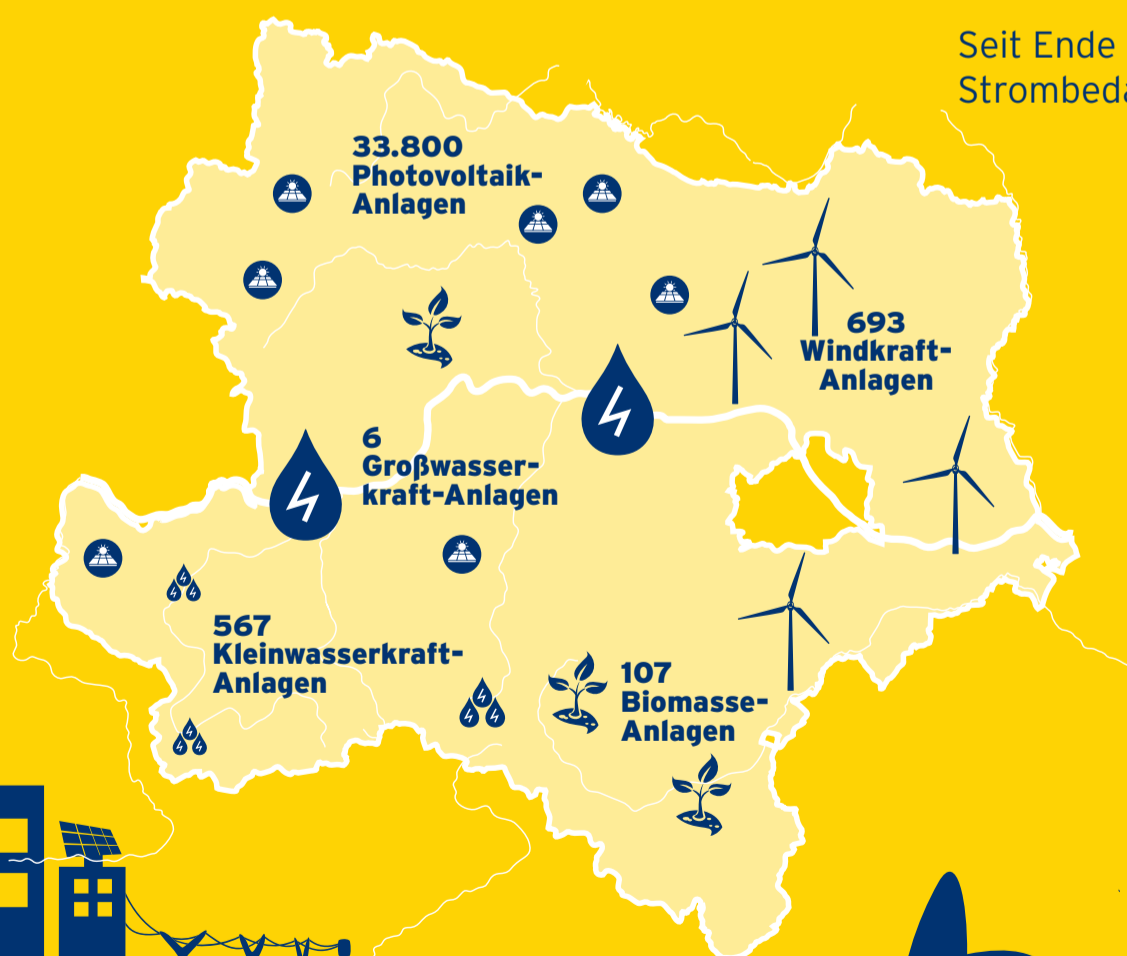 Seit Ende
33.800
Photovoltaik-
Anlagen
693
Windkraft-
Anlagen
6
Großwasser-
kraft-Anlagen
567
Kleinwasserkraft-
Anlagen
107
Biomasse-
Anlagen